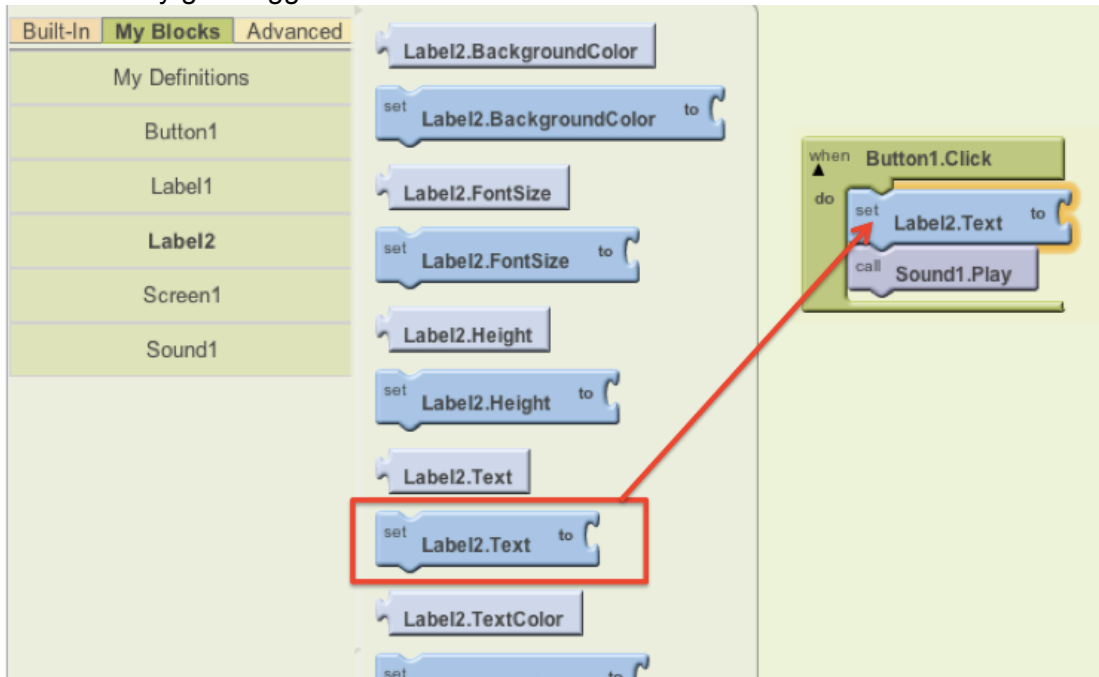 Built-In My Blocks Advanced
My Definitions
Button1
Label1
Label2
Screen1
Sound1
Label2.BackgroundColor
set Label2.BackgroundColor to
Label2.FontSize
set Label2.FontSize to
Label2.Height
set Label2.Height to
Label2.Text
set Label2.Text to
Label2.TextColor
set to
when Button1.Click
do set Label2.Text to
call Sound1.Play